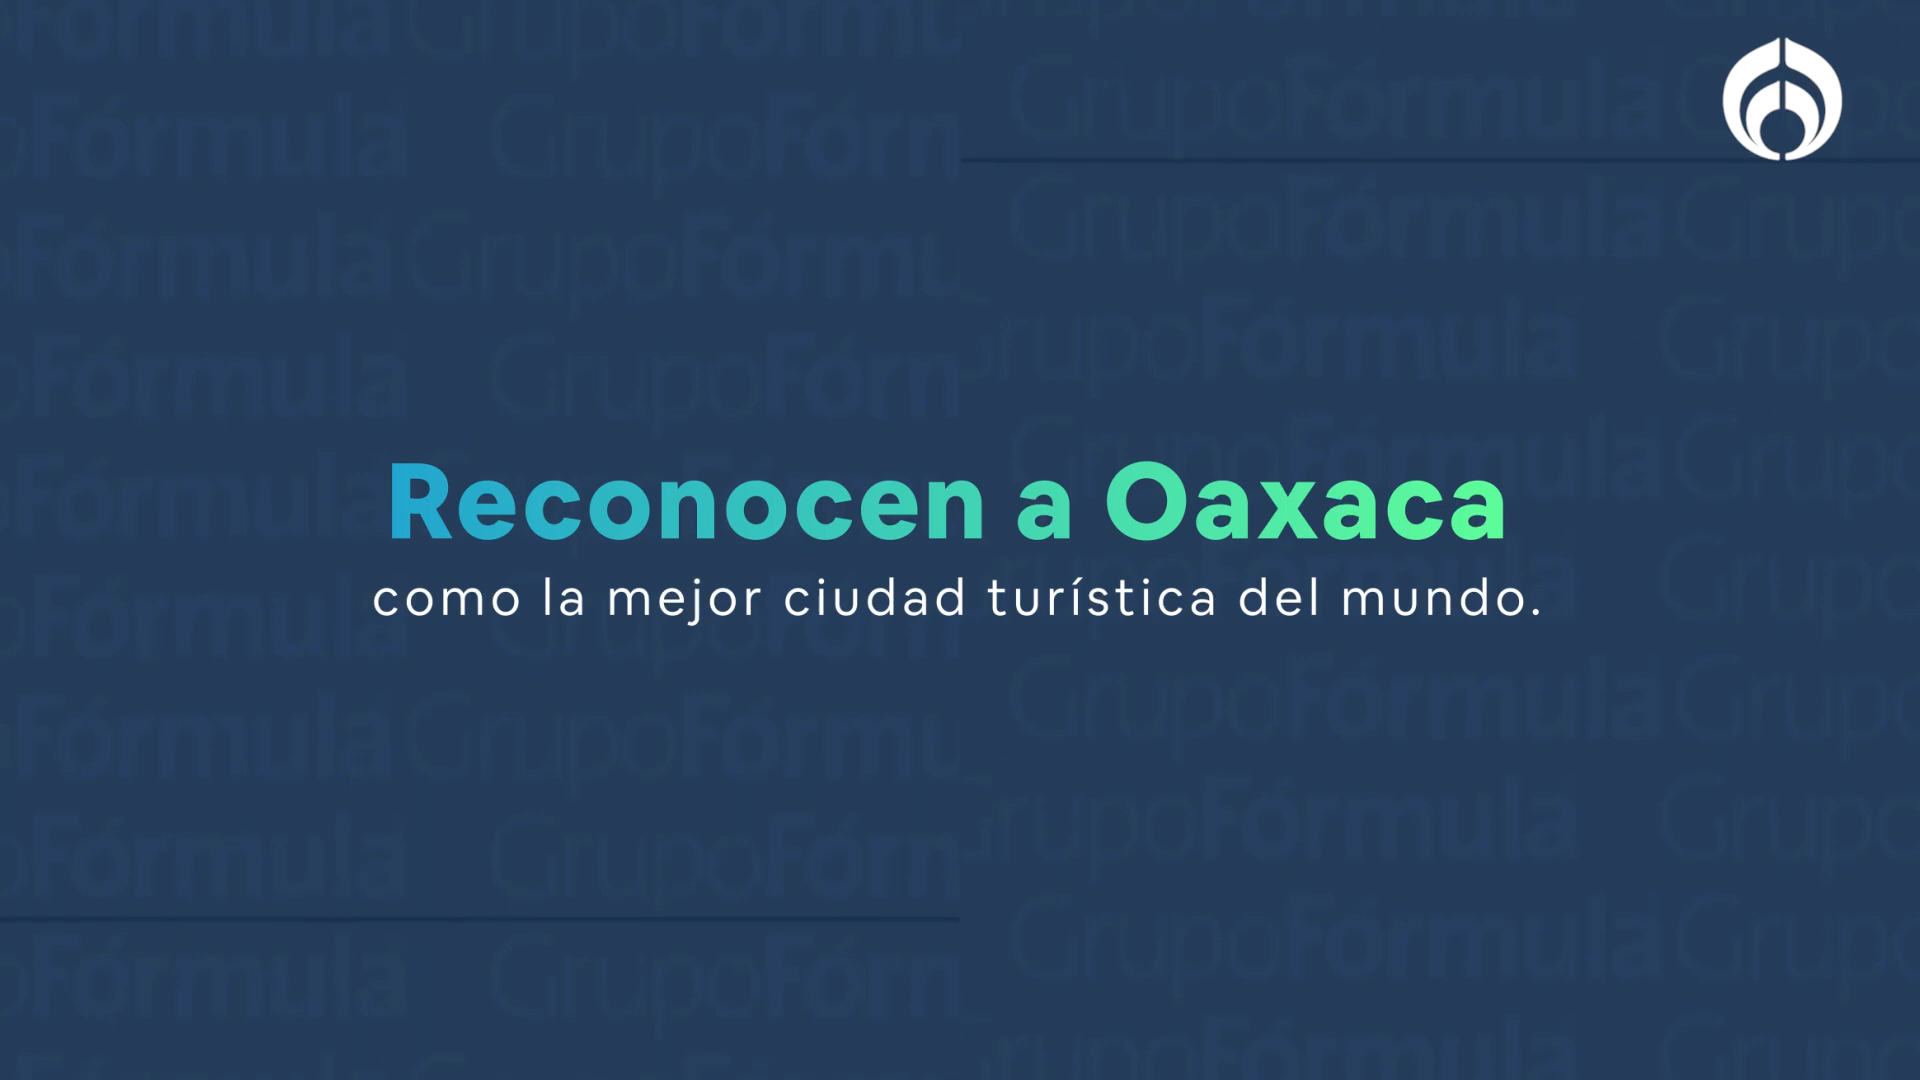 Reconocen a Oaxaca
como la mejor ciudad turística del mundo.